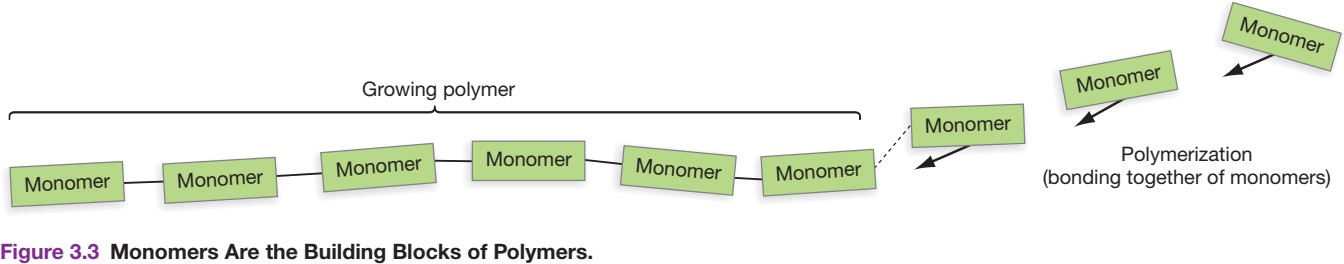 Monomer
Monomer
Growing polymer
Monomer
Monomer
Monomer
Monomer
Monomer
Monomer
Monomer
Polymerization
(bonding together of monomers)
Figure 3.3 Monomers Are the Building Blocks of Polymers.